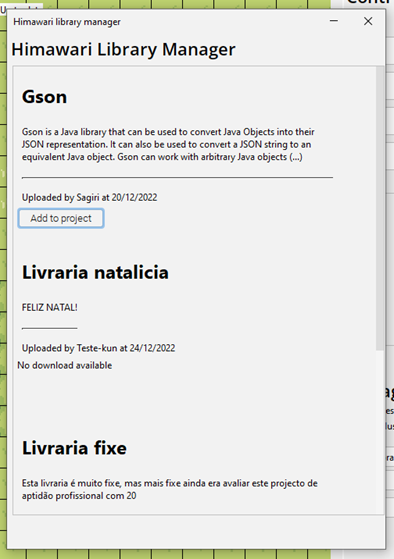 Himawari library manager
Himawari Library Manager
Gson
Gson is a Java library that can be used to convert Java Objects into their
JSON representation. It can also be used to convert a JSON string to an
equivalent Java object. Gson can work with arbitrary Java objects (...)
Uploaded by Sagiri at 20/12/2022
Add to project
Livraria natalicia
FELIZ NATAL!
Uploaded by Teste-kun at 24/12/2022
No download available
Livraria fixe
Esta livraria é muito fixe, mas mais fixe ainda era avaliar este projecto de
aptidão profissional com 20